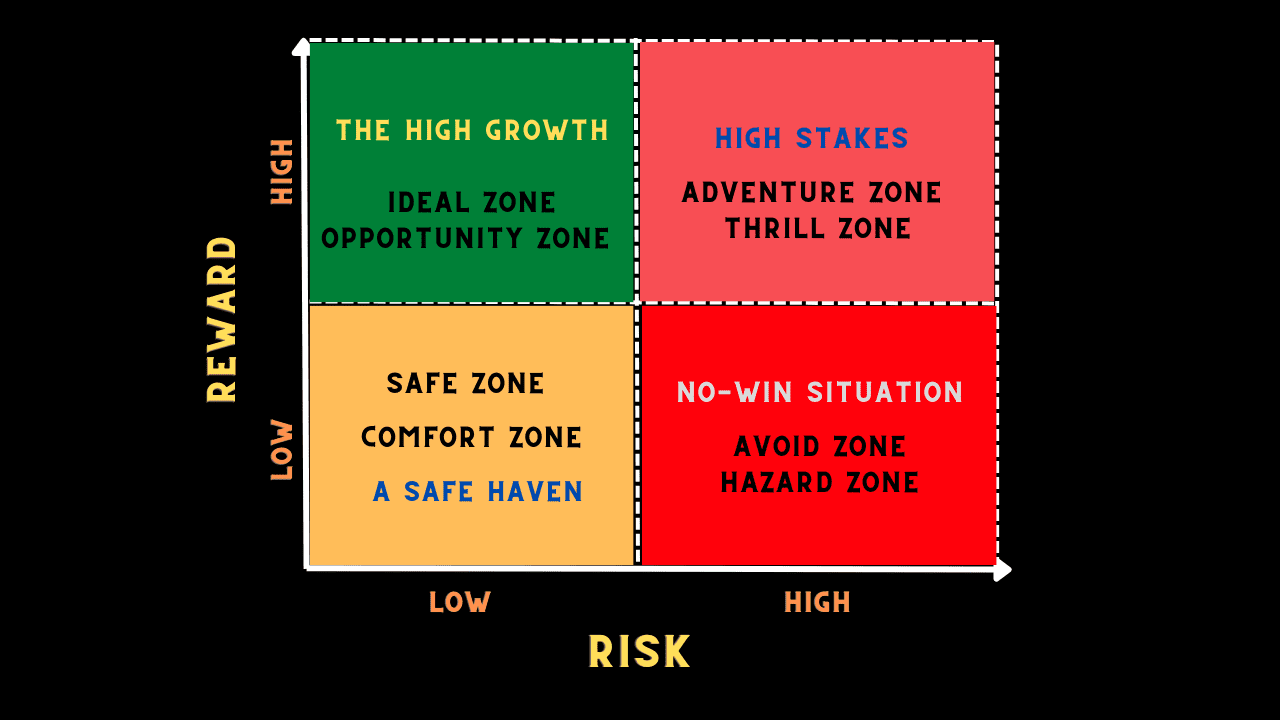 THE HIGH GROWTH
IDEAL ZONE
OPPORTUNITY ZONE
HIGH STAKES
ADVENTURE ZONE
THRILL ZONE
HIGH
REWARD
LOW
SAFE ZONE
COMFORT ZONE
A SAFE HAVEN
NO-WIN SITUATION
AVOID ZONE
HAZARD ZONE
LOW
HIGH
RISK